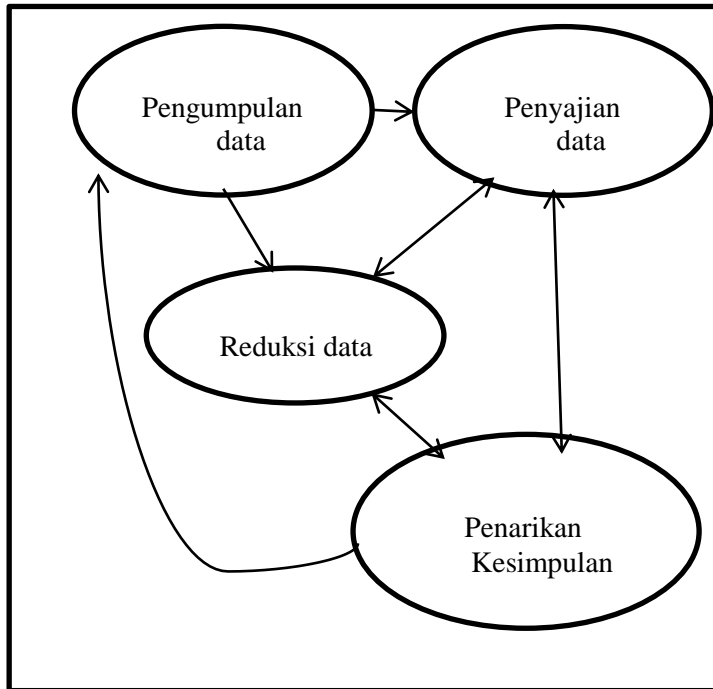 Pengumpulan
data
Penyajian
data
Reduksi data
Penarikan
Kesimpulan